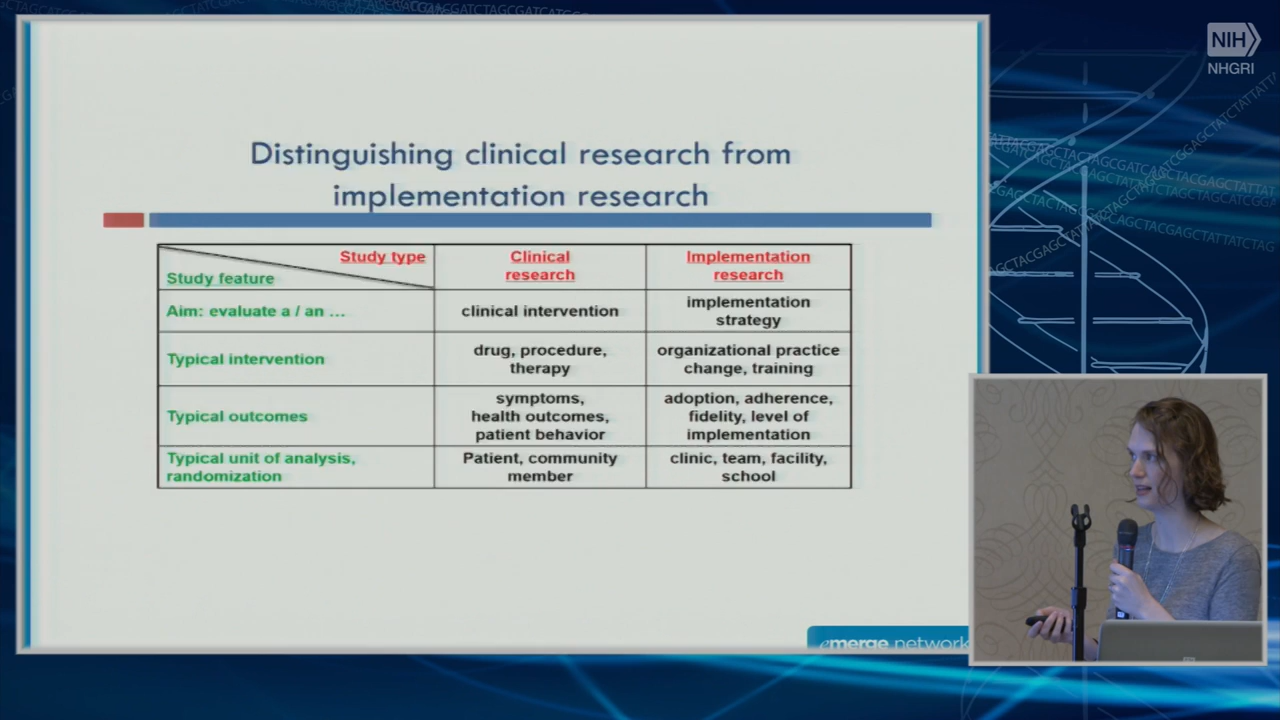 NIH
NHGRI
Distinguishing clinical research from
implementation research
Study type
Study feature
Clinical
research
Implementation
research
Aim: evaluate a / an ...
clinical intervention
implementation
strategy
Typical intervention
drug, procedure,
therapy
organizational practice
change, training
Typical outcomes
symptoms,
health outcomes,
patient behavior
adoption, adherence,
fidelity, level of
implementation
Typical unit of analysis,
randomization
Patient, community
member
clinic, team, facility,
school
emerge network